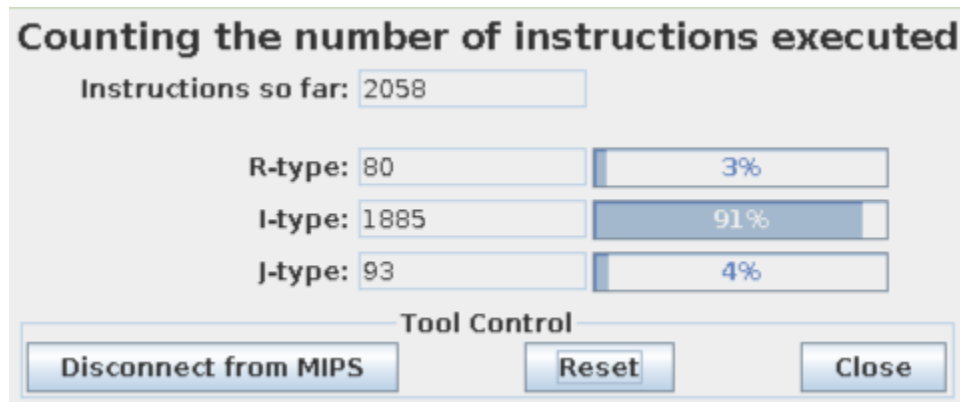 Counting the number of instructions executed
Instructions so far: 2058
R-type: 80 3%
I-type: 1885 91%
J-type: 93 4%
Tool Control
Disconnect from MIPS Reset Close